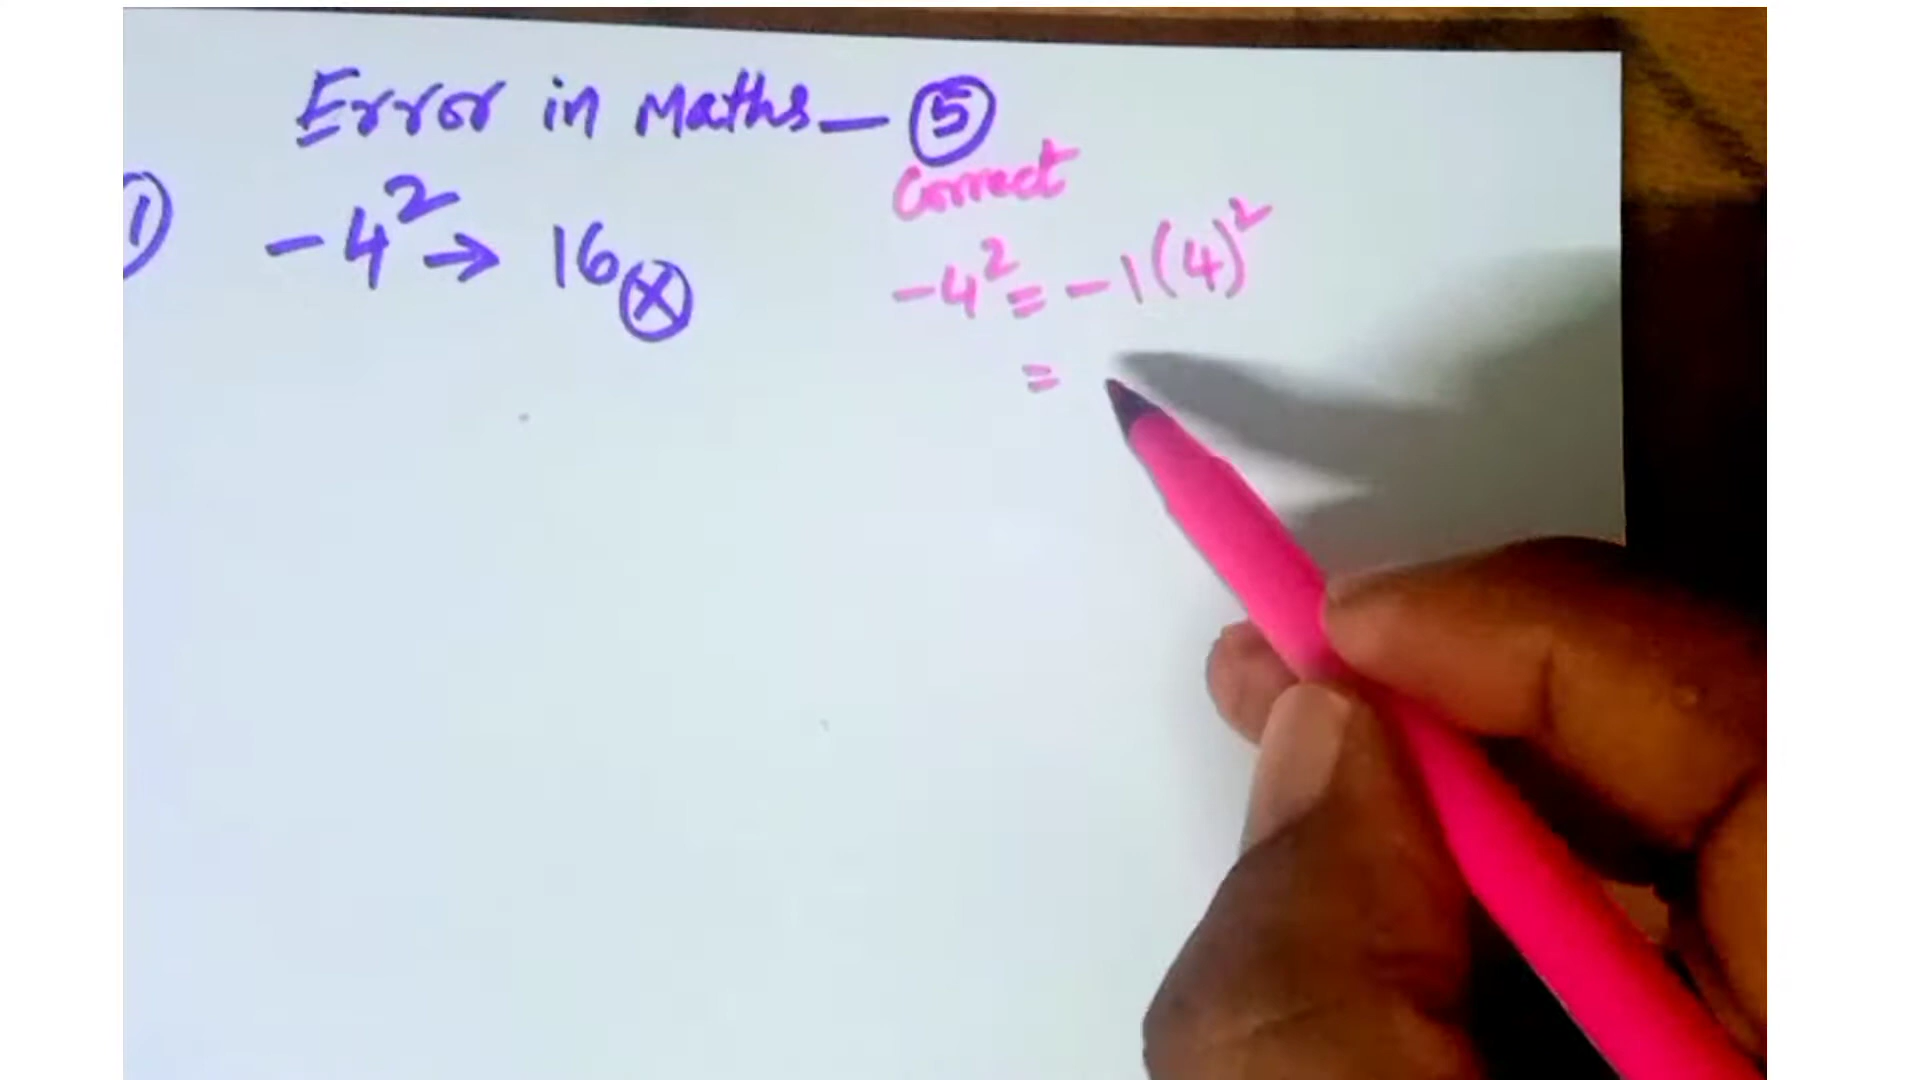 Error in Maths — ⑤
Correct
① -4² → 16 ⓧ
-4² = -1(4)²
=